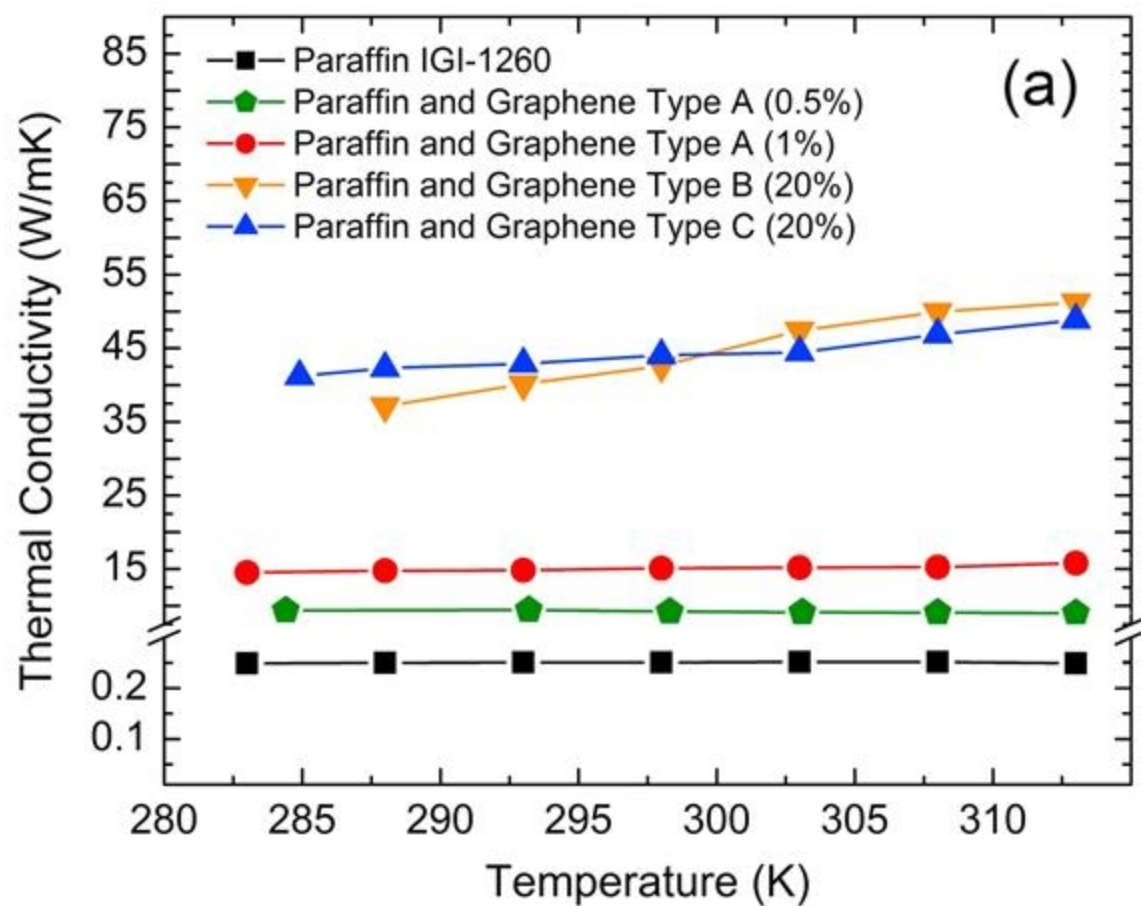 Paraffin IGI-1260
Paraffin and Graphene Type A (0.5%)
Paraffin and Graphene Type A (1%)
Paraffin and Graphene Type B (20%)
Paraffin and Graphene Type C (20%)
(a)
Thermal Conductivity (W/mK)
85
75
65
55
45
35
25
15
0.2
0.1
280 285 290 295 300 305 310
Temperature (K)